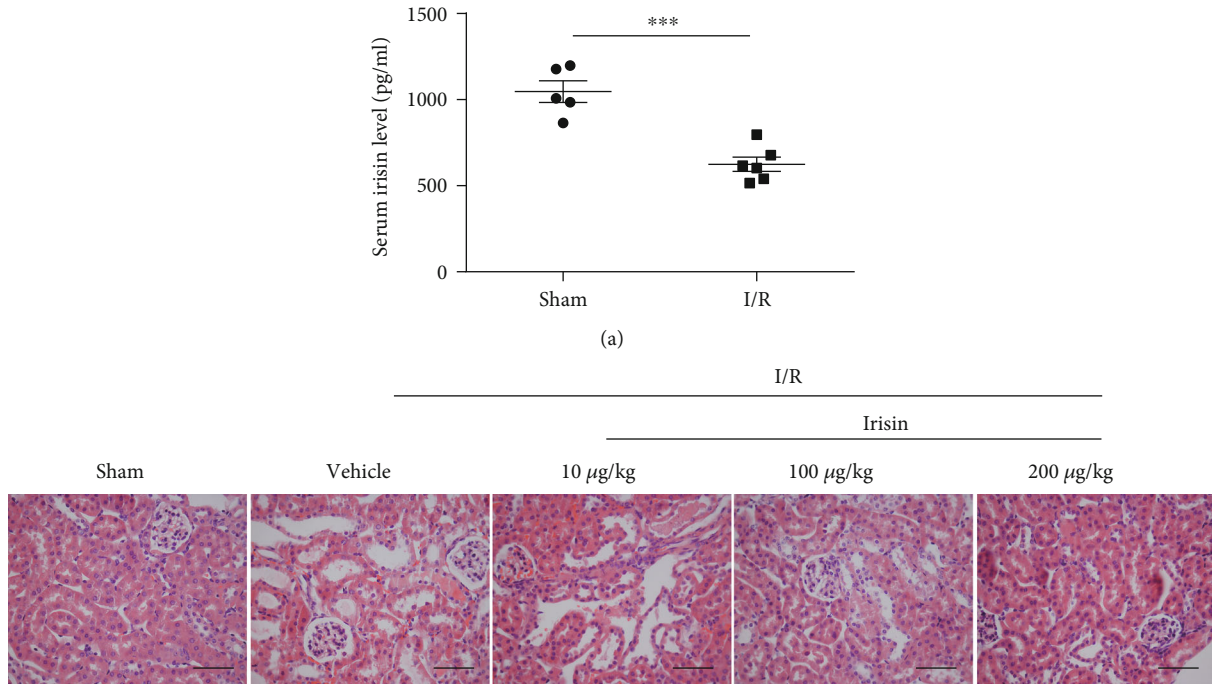 1500
***
1000
500
0
Serum irisin level (pg/ml)
Sham I/R
(a)
I/R
Irisin
Sham Vehicle 10 μg/kg 100 μg/kg 200 μg/kg